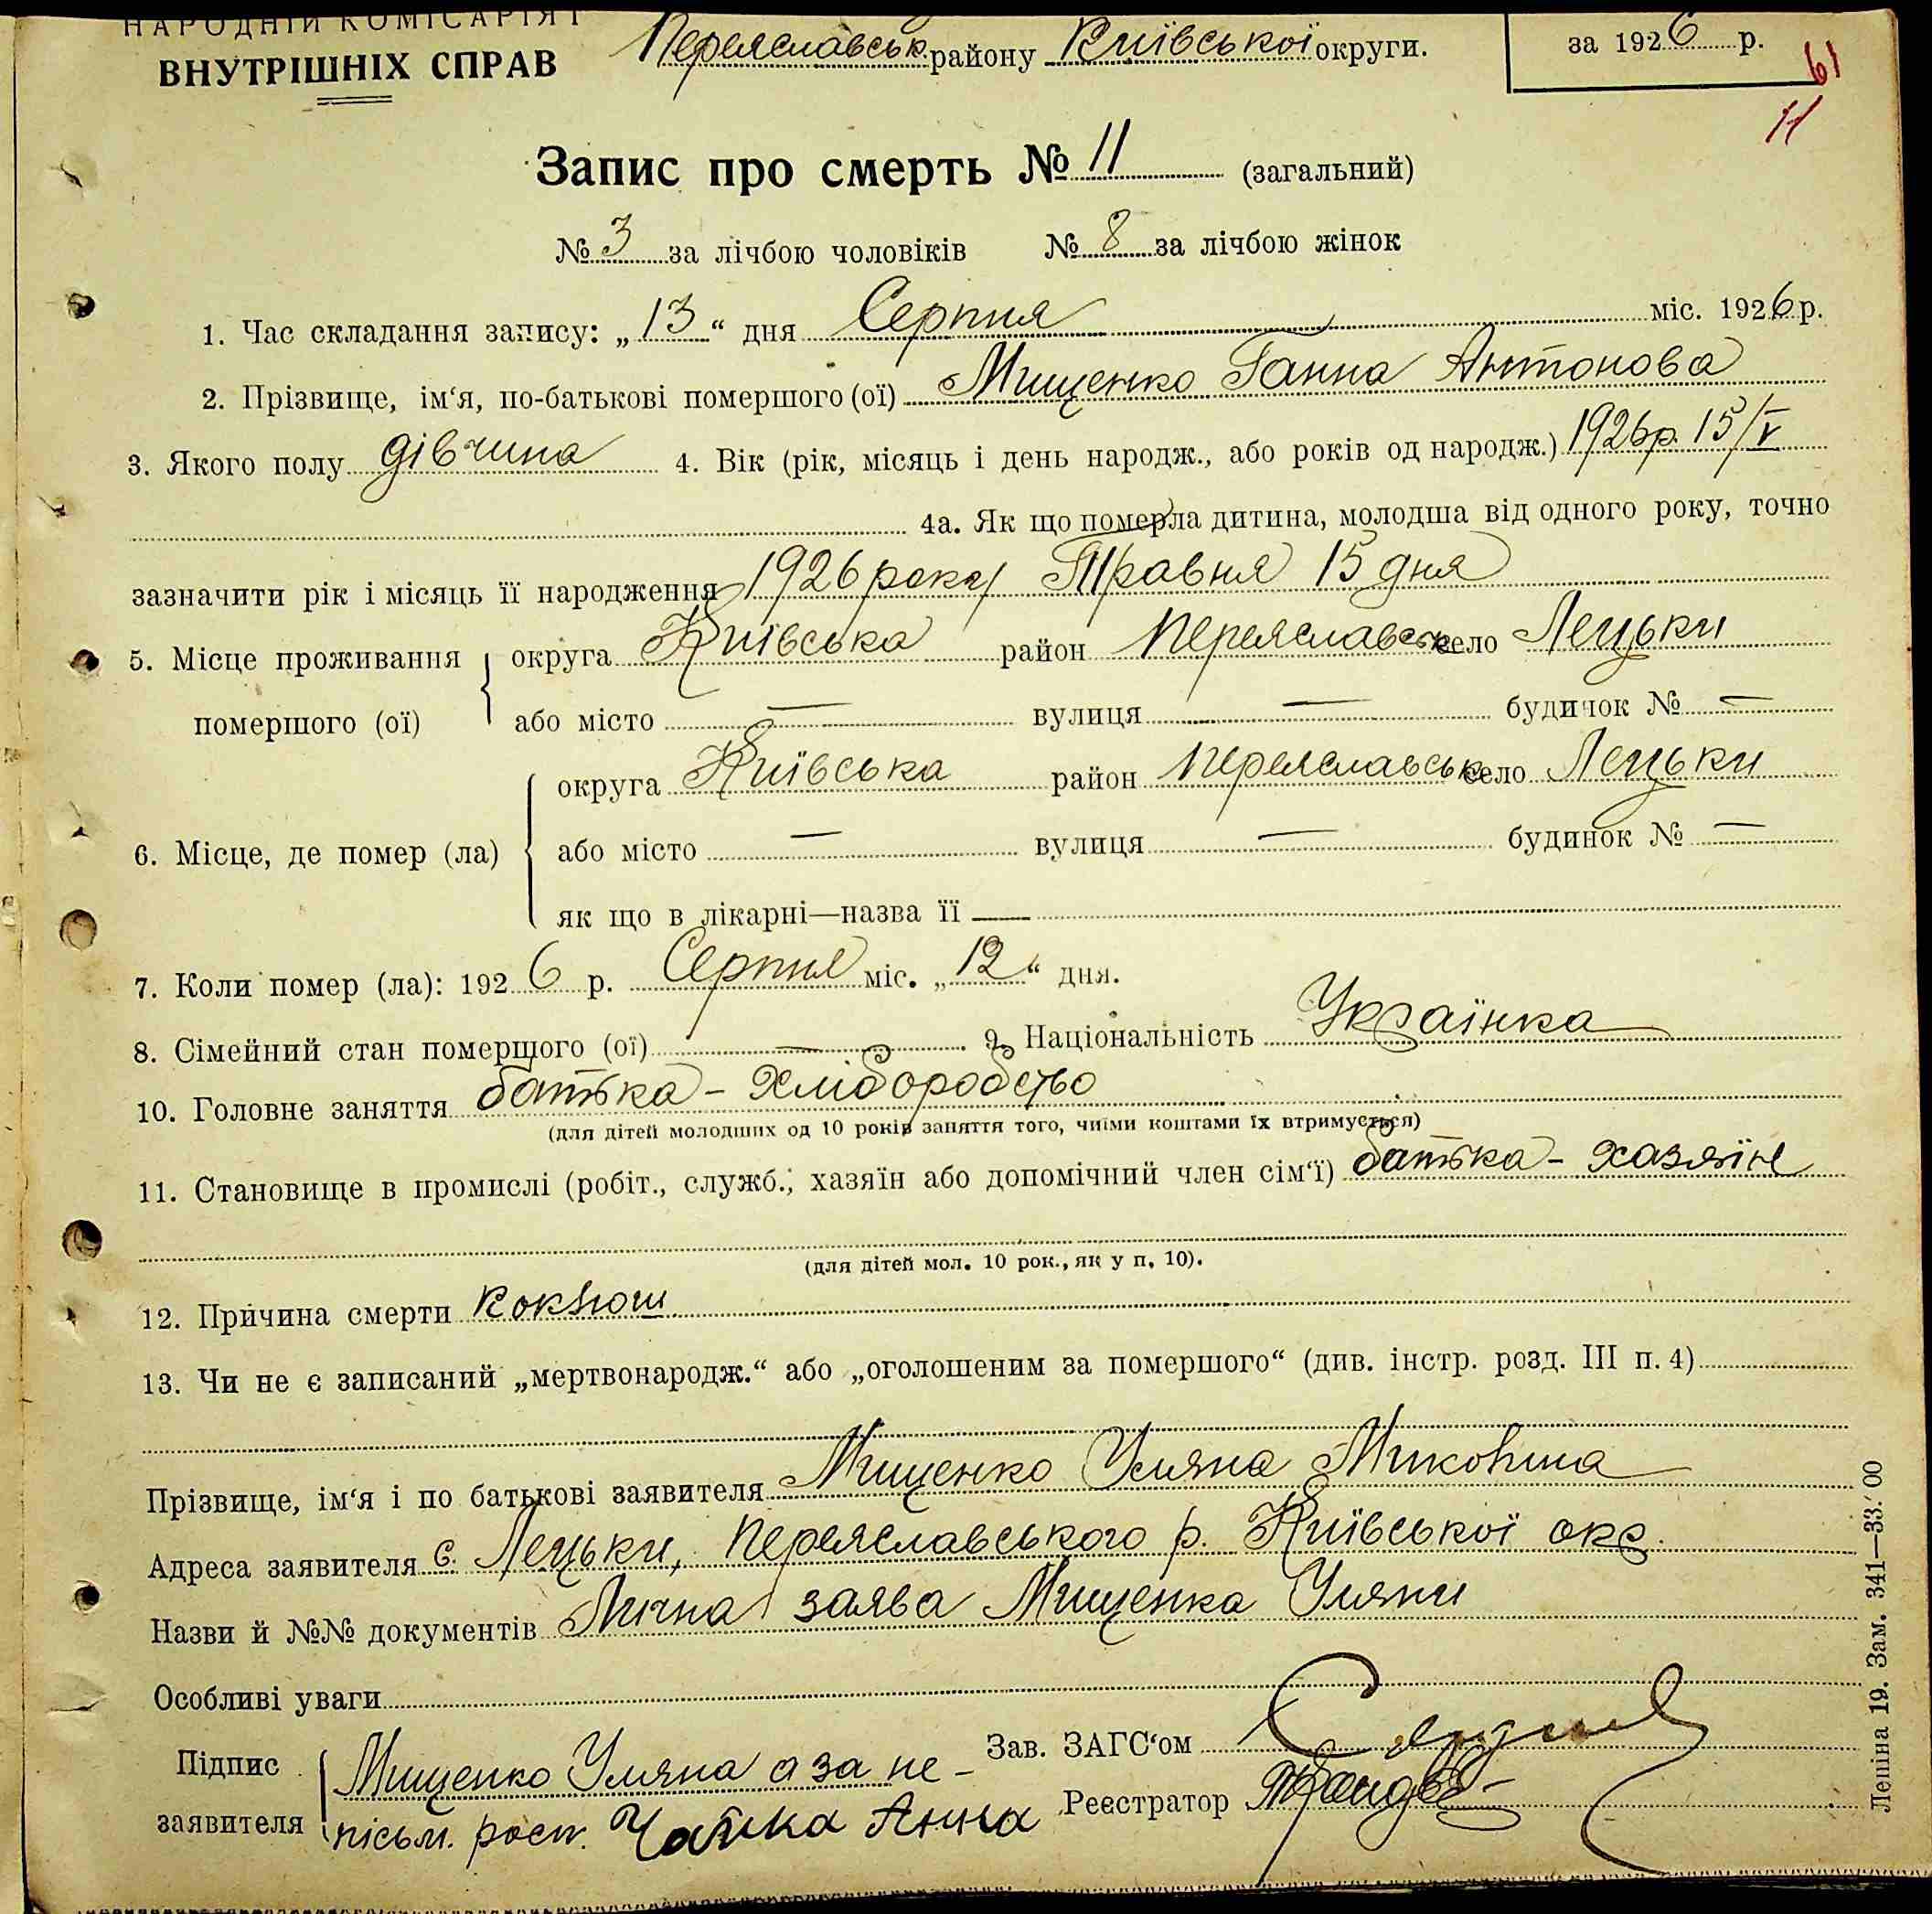 НАРОДНІЙ КОМІСАРІЯТ
ВНУТРІШНІХ СПРАВ
Переяславськ. району Київської округи.
за 1926 р.
61
11
Запис про смерть № 11 (загальний)
№ 3 за лічбою чоловіків № 8 за лічбою жінок
1. Час складання запису: „13“ дня Серпня міс. 1926 р.
2. Прізвище, ім‘я, по-батькові помершого (ої) Мищенко Ганна Антонова
3. Якого полу дівчина 4. Вік (рік, місяць і день народж., або років од народж.) 1926 р. 15/V
4а. Як що померла дитина, молодша від одного року, точно
зазначити рік і місяць її народження 1926 року Травня 15 дня
5. Місце проживання округа Київська район Переяславськ село Лецьки
помершого (ої) або місто — вулиця — будинок № —
округа Київська район Переяславськ село Лецьки
6. Місце, де помер (ла) або місто — вулиця — будинок № —
як що в лікарні—назва її —
7. Коли помер (ла): 1926 р. Серпня міс. „12“ дня.
8. Сімейний стан помершого (ої) — 9. Національність Українка
10. Головне заняття батька - хліборобство
(для дітей молодших од 10 років заняття того, чиїми коштами їх втримується)
11. Становище в промислі (робіт., служб., хазяїн або допомічний член сім‘ї) батька - хазяїн
(для дітей мол. 10 рок., як у п. 10).
12. Причина смерти коклюш
13. Чи не є записаний „мертвонародж.“ або „оголошеним за помершого“ (див. інстр. розд. III п. 4)
Прізвище, ім‘я і по батькові заявителя Мищенко Уляна
Адреса заявителя с. Лецьки, Переяславського р. Київської окр.
Назви й №№ документів Лична заява Мищенка Уляни
Особливі уваги
Підпис Мищенко Уляна а за не- Зав. ЗАГС‘ом
заявителя пісьм. росп. Чайка Анна Реєстратор
Леніна 19. Зам. 341—33.’00